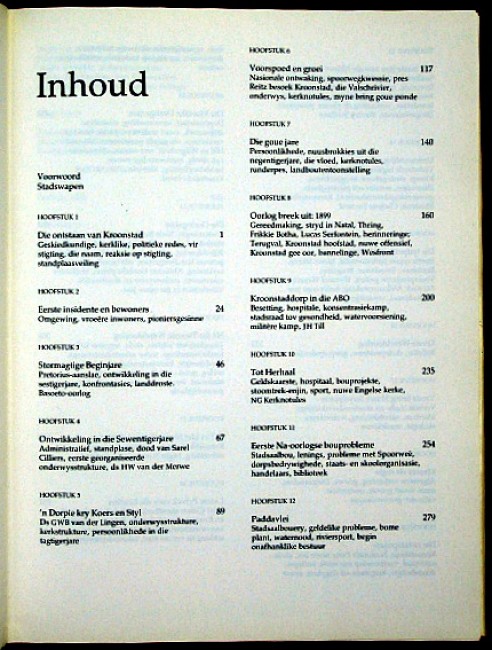 Inhoud
Voorwoord
Stadswapen
HOOFSTUK 1
Die ontstaan van Kroonstad 1
Geskiedkundige, kerklike, politieke redes, vir
stigting, die naam, reaksie op stigting,
standplaasveiling
HOOFSTUK 2
Eerste insidente en bewoners 24
Omgewing, vroeëre inwoners, pioniersgesinne
HOOFSTUK 3
Stormagtige Beginjare 46
Pretorius-aanslae, ontwikkeling in die
sestigerjare, konfrontasies, landdroste.
Basoeto-oorlog
HOOFSTUK 4
Ontwikkeling in die Sewentigerjare 67
Administratief, standplase, dood van Sarel
Cilliers, eerste georganiseerde
onderwysstrukture, ds HW van der Merwe
HOOFSTUK 5
'n Dorpie kry Koers en Styl 89
Ds GWB van der Lingen, onderwysstrukture,
kerkstrukture, persoonlikhede in die
tagtigerjare
HOOFSTUK 6
Voorspoed en groei 117
Nasionale ontwaking, spoorwegkwessie, pres
Reitz besoek Kroonstad, die Valschrivier,
onderwys, kerknotules, myne bring goue ponde
HOOFSTUK 7
Die goue jare 140
Persoonlikhede, nuusbrokkies uit die
negentigerjare, die vloed, kerknotules,
runderpes, landboutentoonstelling
HOOFSTUK 8
Oorlog breek uit: 1899 160
Gereedmaking, stryd in Natal, Thring,
Frikkie Botha, Lucas Serfontein, herinneringe;
Terugval, Kroonstad hoofstad, nuwe offensief,
Kroonstad gee oor, bannelinge, Wesfront
HOOFSTUK 9
Kroonstaddorp in die ABO 200
Besetting, hospitale, konsentrasiekamp,
stadsraad tov gesondheid, watervoorsiening,
militêre kamp, JH Till
HOOFSTUK 10
Tot Herhaal 235
Geldskaarste, hospitaal, bouprojekte,
stoomtrek-enjin, sport, nuwe Engelse kerke,
NG Kerknotules
HOOFSTUK 11
Eerste Na-oorlogse bouprobleme 254
Stadsaalbou, lenings, probleme met Spoorweë,
dorpsbedrywighede, staats- en skoolorganisasie,
handelaars, biblioteek
HOOFSTUK 12
Paddavlei 279
Stadsaalbouery, geldelike probleme, bome
plant, waternood, riviersport, begin
onafhanklike bestuur